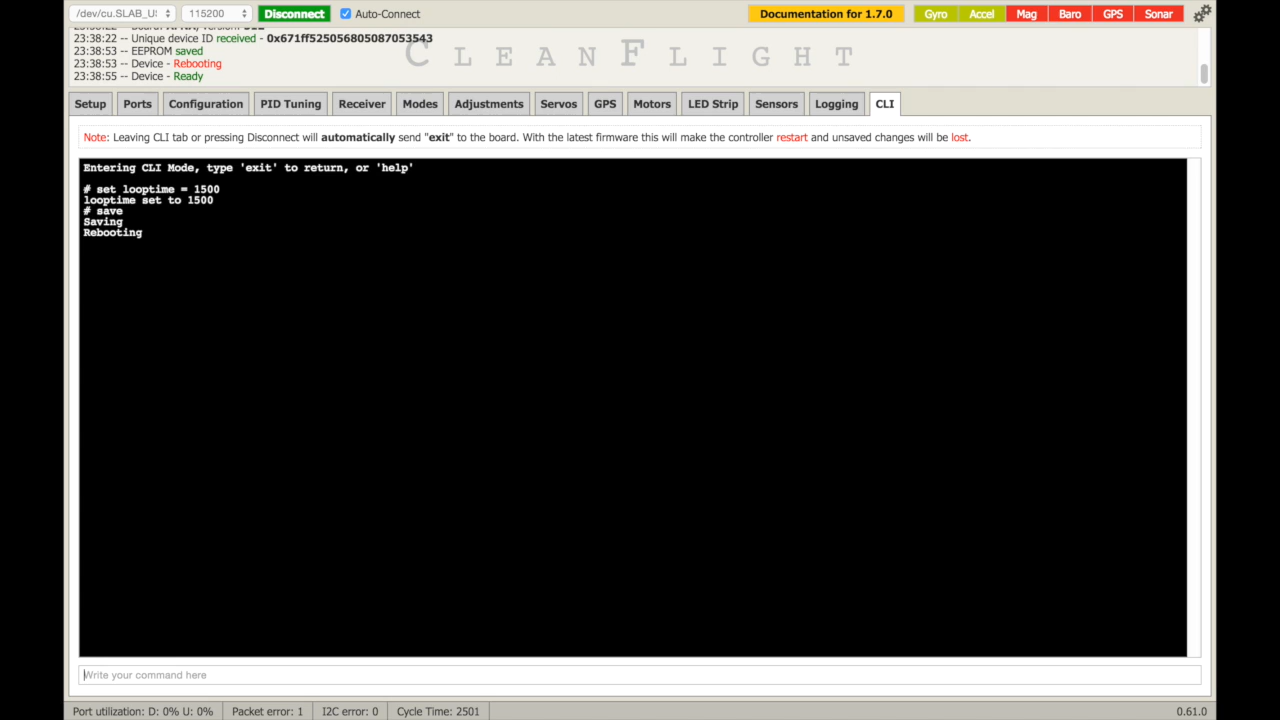 /dev/cu.SLAB_U: 115200 Disconnect Auto-Connect Documentation for 1.7.0 Gyro Accel Mag Baro GPS Sonar
23:38:22 -- Unique device ID received - 0x671ff525056805087053543
23:38:53 -- EEPROM saved
23:38:53 -- Device - Rebooting
23:38:55 -- Device - Ready
CLEANFLIGHT
Setup Ports Configuration PID Tuning Receiver Modes Adjustments Servos GPS Motors LED Strip Sensors Logging CLI
Note: Leaving CLI tab or pressing Disconnect will automatically send "exit" to the board. With the latest firmware this will make the controller restart and unsaved changes will be lost.
Entering CLI Mode, type 'exit' to return, or 'help'
# set looptime = 1500
looptime set to 1500
# save
Saving
Rebooting
Write your command here
Port utilization: D: 0% U: 0% Packet error: 1 I2C error: 0 Cycle Time: 2501 0.61.0